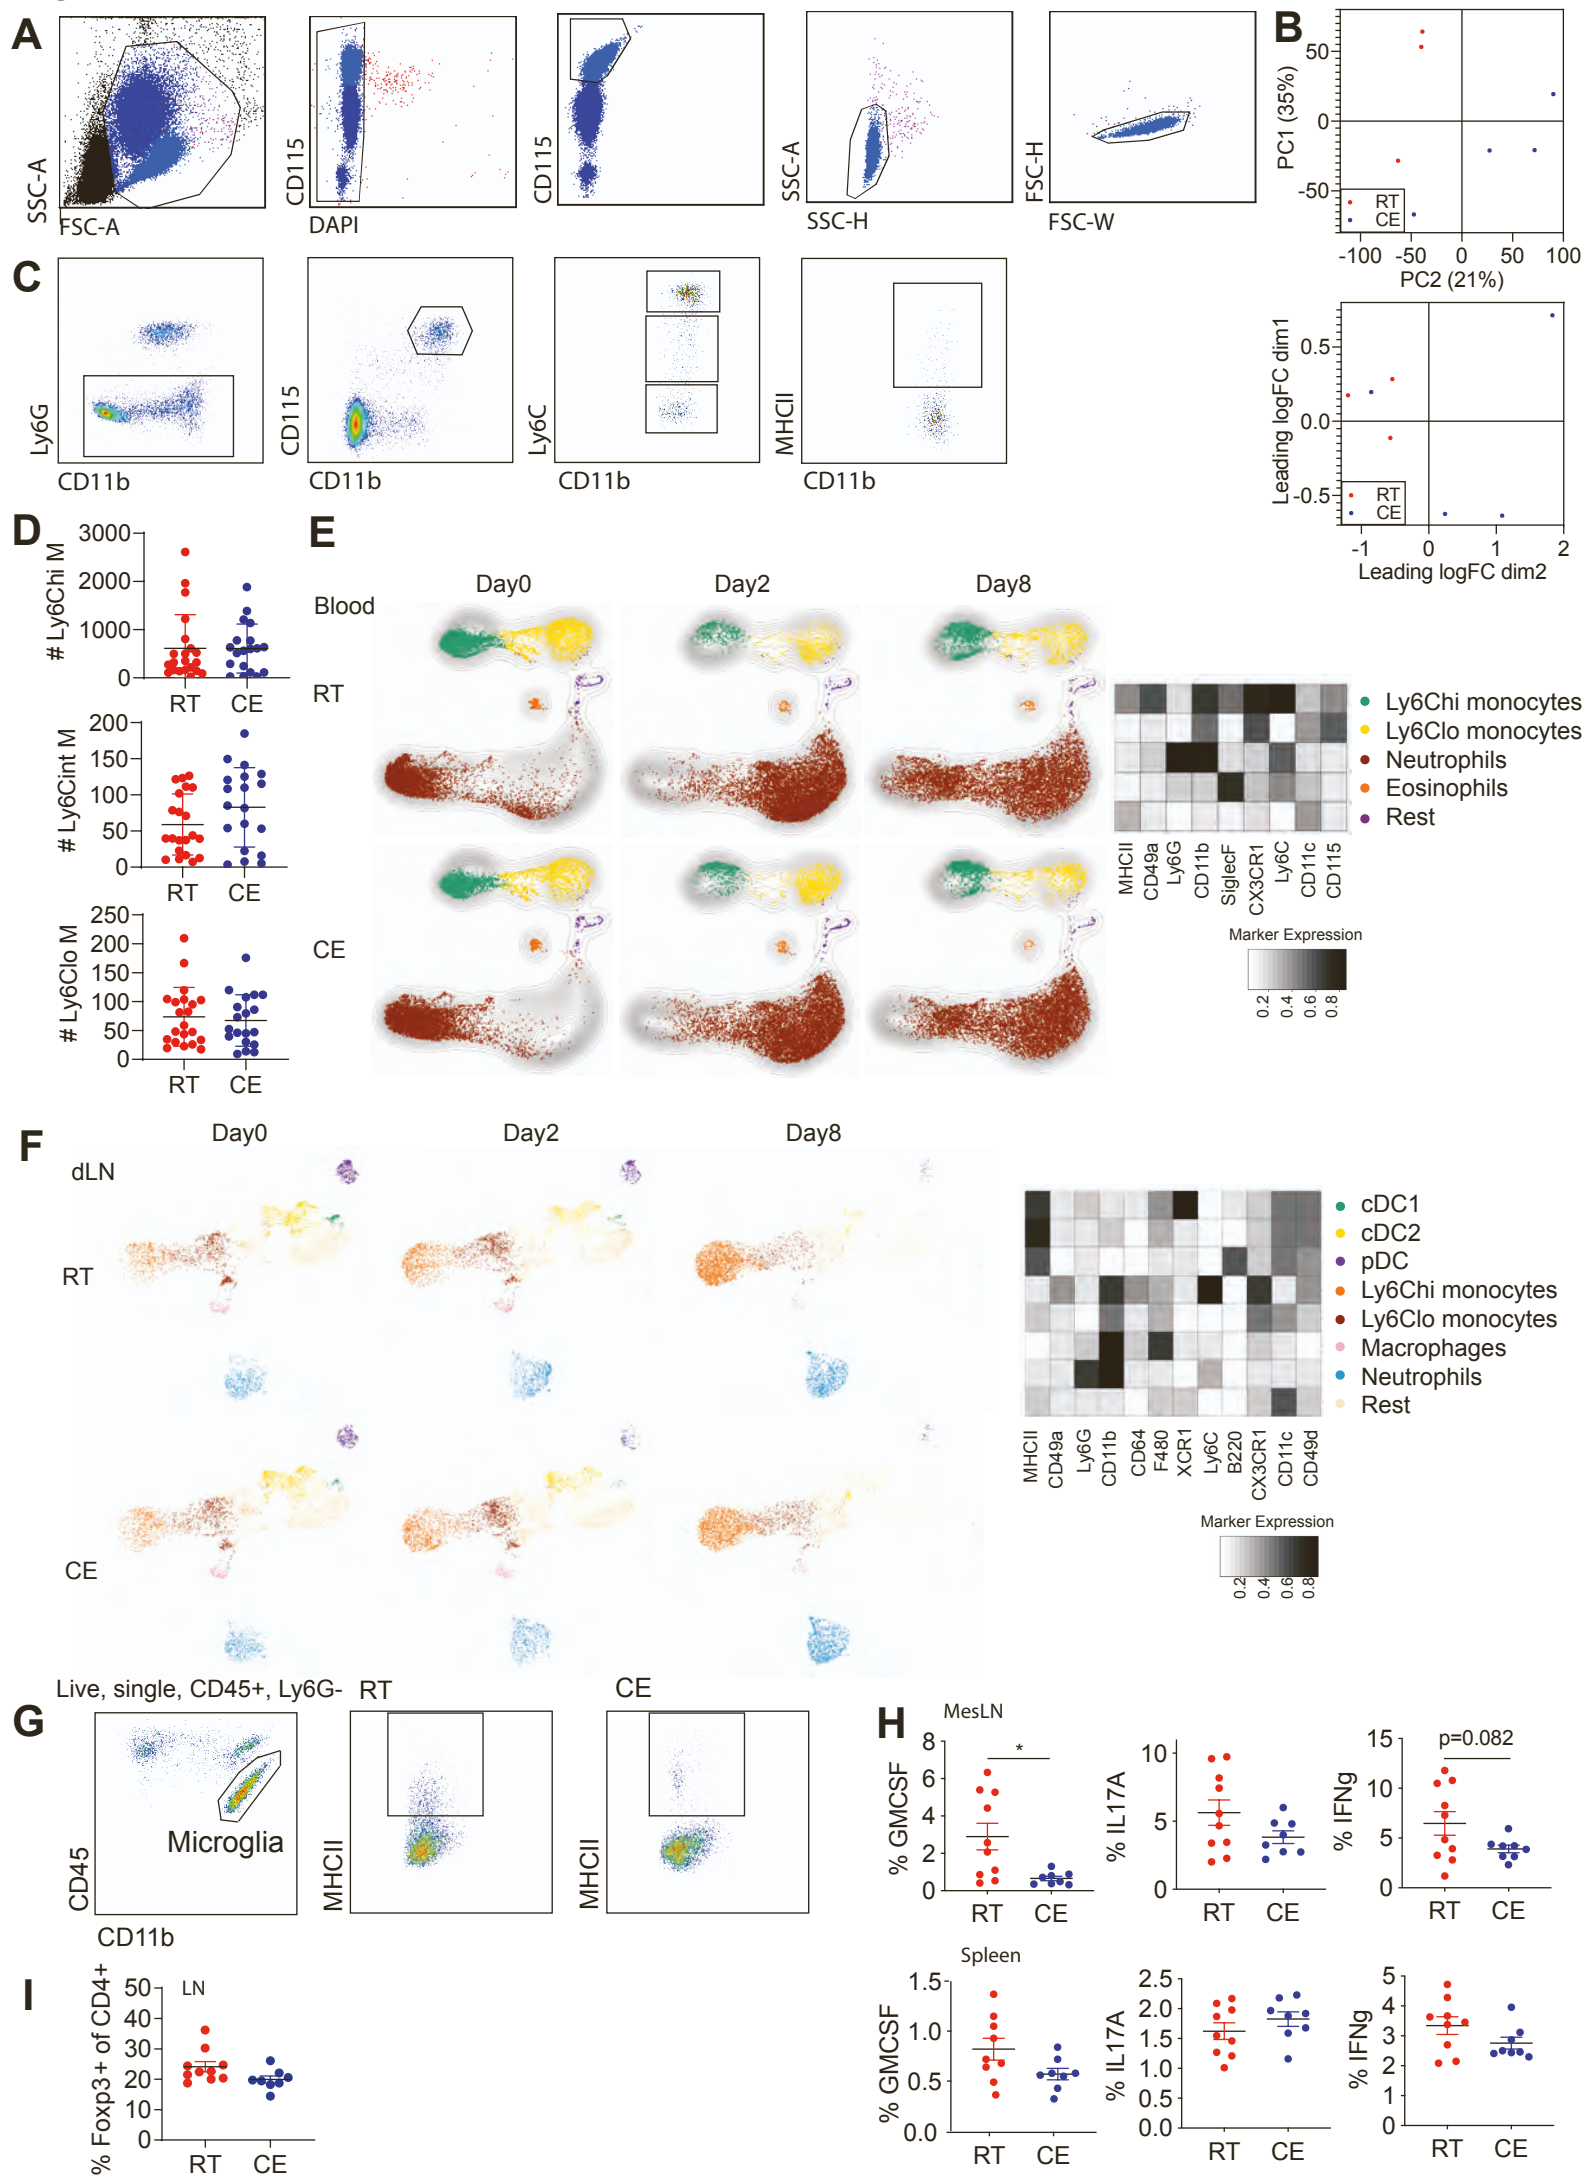 A
SSC-A
FSC-A
CD115
DAPI
CD115
SSC-A
SSC-H
FSC-H
FSC-W
B
PC1 (35%)
50
0
-50
RT
CE
-100 -50 0 50 100
PC2 (21%)
Leading logFC dim1
0.5
0.0
-0.5
RT
CE
-1 0 1 2
Leading logFC dim2
C
Ly6G
CD11b
CD115
CD11b
Ly6C
CD11b
MHCII
CD11b
D
# Ly6Chi M
3000
2000
1000
0
RT CE
# Ly6Cint M
200
150
100
50
0
RT CE
# Ly6Clo M
250
200
150
100
50
0
RT CE
E
Day0 Day2 Day8
Blood
RT
CE
Ly6Chi monocytes
Ly6Clo monocytes
Neutrophils
Eosinophils
Rest
MHCII
CD49a
Ly6G
CD11b
SiglecF
CX3CR1
Ly6C
CD11c
CD115
Marker Expression
0.2 0.4 0.6 0.8
F
Day0 Day2 Day8
dLN
RT
CE
cDC1
cDC2
pDC
Ly6Chi monocytes
Ly6Clo monocytes
Macrophages
Neutrophils
Rest
MHCII
CD49a
Ly6G
CD11b
CD64
F480
XCR1
Ly6C
B220
CX3CR1
CD11c
CD49d
Marker Expression
0.2 0.4 0.6 0.8
G
Live, single, CD45+, Ly6G- RT CE
CD45
Microglia
CD11b
MHCII
MHCII
H
MesLN
% GMCSF
8
6
4
2
0
*
RT CE
% IL17A
10
5
0
RT CE
% IFNg
15
10
5
0
p=0.082
RT CE
Spleen
% GMCSF
1.5
1.0
0.5
0.0
RT CE
% IL17A
2.5
2.0
1.5
1.0
0.5
0.0
RT CE
% IFNg
5
4
3
2
1
0
RT CE
I
LN
% Foxp3+ of CD4+
50
40
30
20
10
0
RT CE